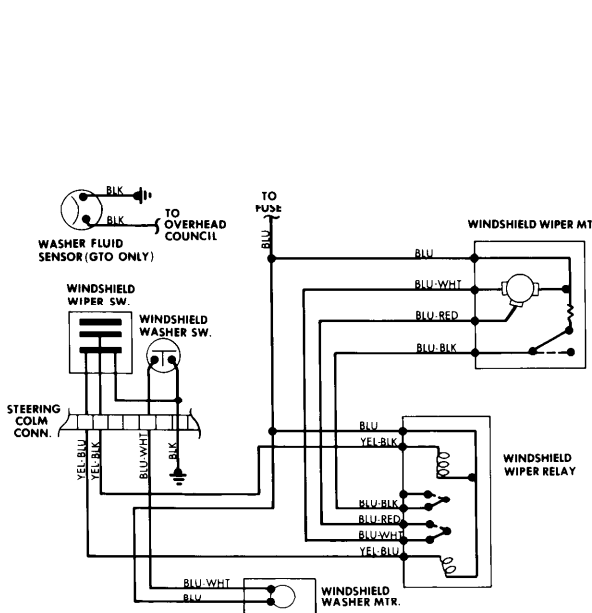 BLK
BLK
TO
OVERHEAD
COUNCIL
WASHER FLUID
SENSOR (GTO ONLY)
TO
FUSE
BLU
WINDSHIELD WIPER MT
BLU
BLU-WHT
BLU-RED
BLU-BLK
WINDSHIELD
WIPER SW.
WINDSHIELD
WASHER SW.
STEERING
COLM
CONN.
YEL-BLU
YEL-BLK
BLU-WHT
BLK
BLU
YEL-BLK
BLU-BLK
BLU-RED
BLU-WHT
YEL-BLU
WINDSHIELD
WIPER RELAY
BLU-WHT
BLU
WINDSHIELD
WASHER MTR.